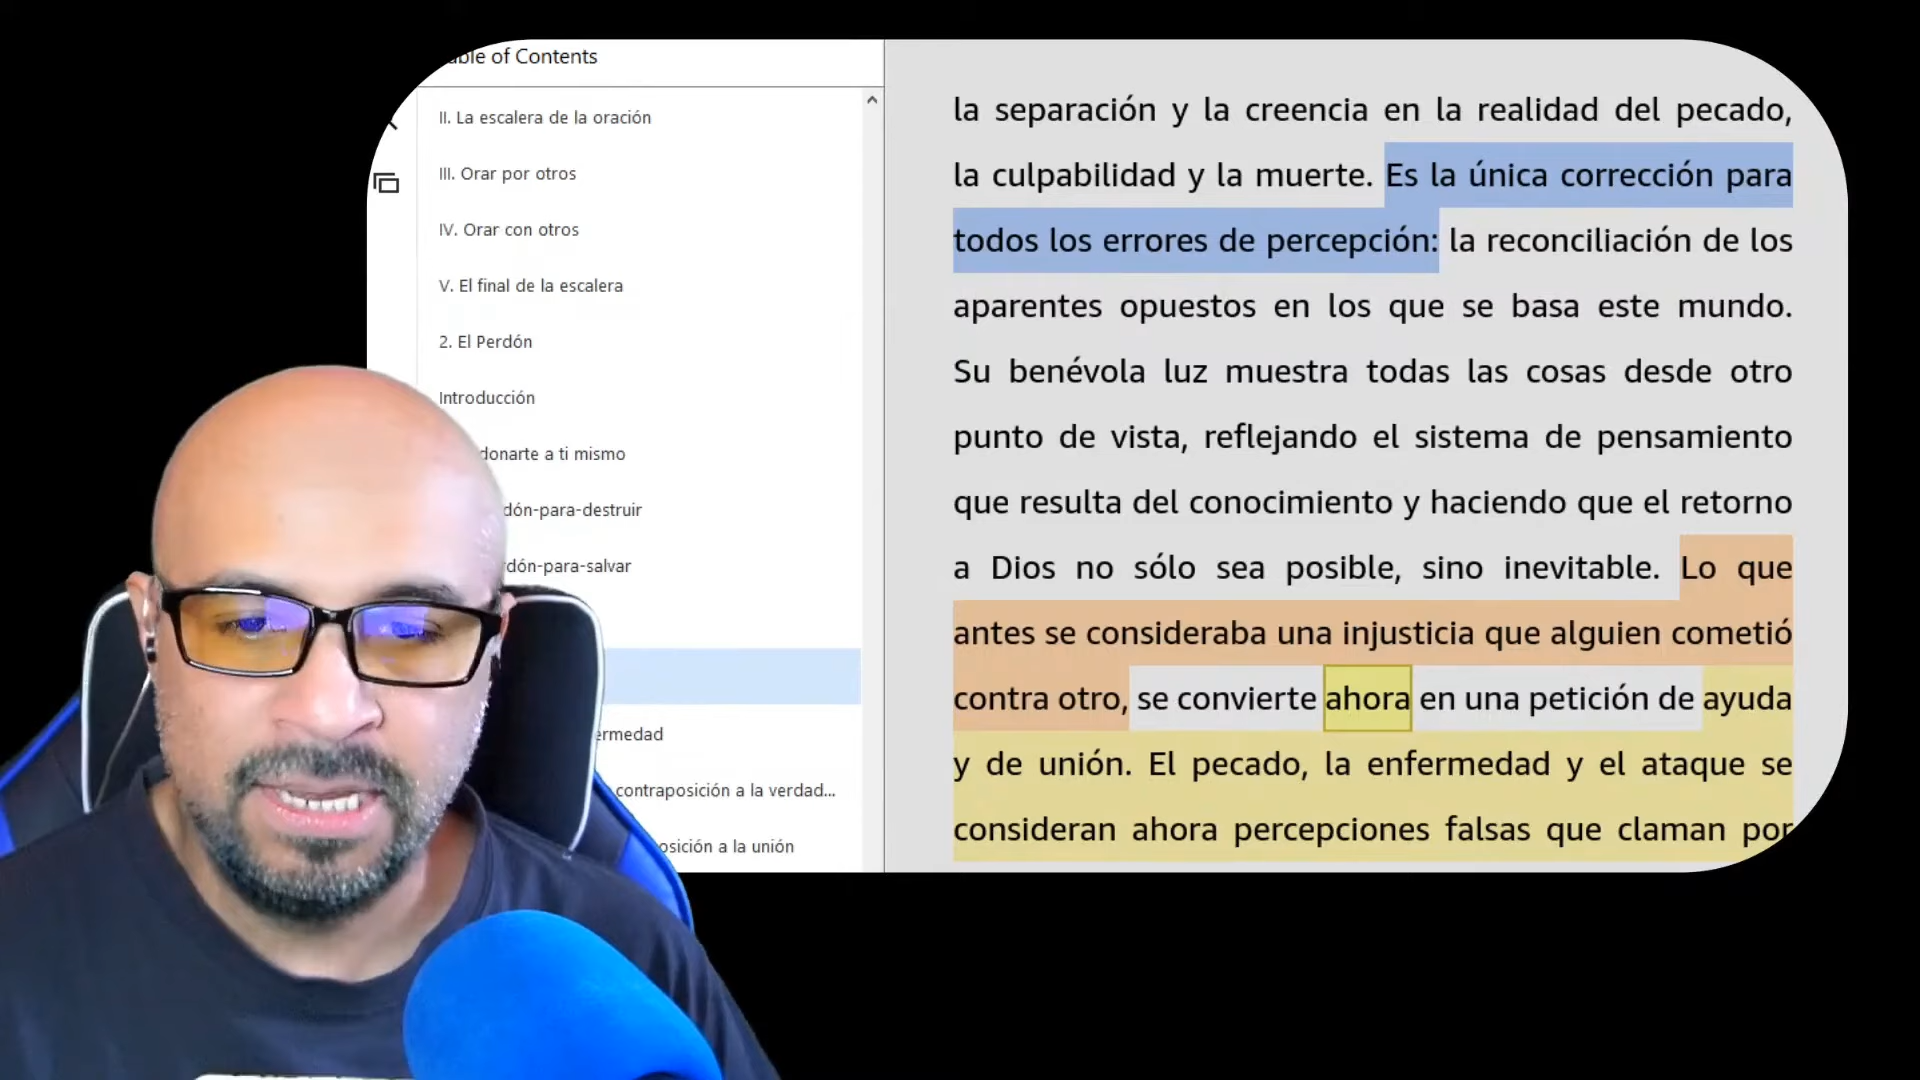 ble of Contents
II. La escalera de la oración
III. Orar por otros
IV. Orar con otros
V. El final de la escalera
2. El Perdón
Introducción
donarte a ti mismo
dón-para-destruir
rdón-para-salvar
ermedad
contraposición a la verdad...
osición a la unión
la separación y la creencia en la realidad del pecado,
la culpabilidad y la muerte. Es la única corrección para
todos los errores de percepción: la reconciliación de los
aparentes opuestos en los que se basa este mundo.
Su benévola luz muestra todas las cosas desde otro
punto de vista, reflejando el sistema de pensamiento
que resulta del conocimiento y haciendo que el retorno
a Dios no sólo sea posible, sino inevitable. Lo que
antes se consideraba una injusticia que alguien cometió
contra otro, se convierte ahora en una petición de ayuda
y de unión. El pecado, la enfermedad y el ataque se
consideran ahora percepciones falsas que claman por